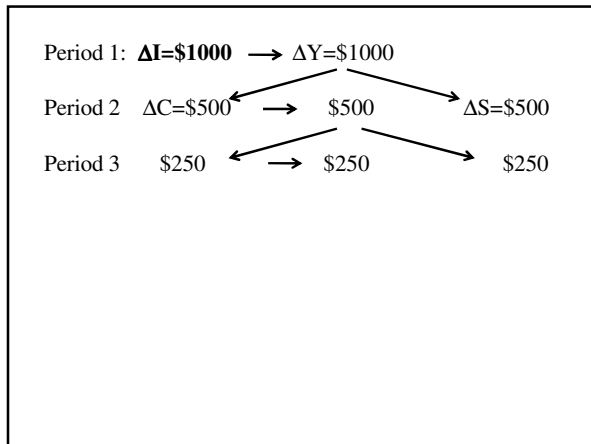 Period 1: ΔI=$1000 ΔY=$1000
Period 2 ΔC=$500 $500 ΔS=$500
Period 3 $250 $250 $250